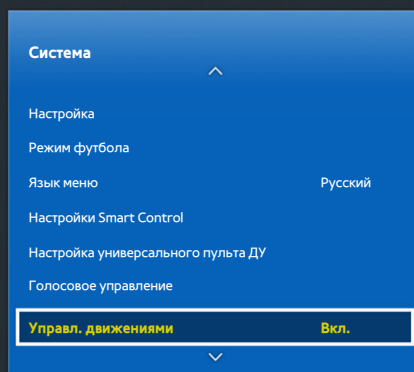 Система
Настройка
Режим футбола
Язык меню Русский
Настройки Smart Control
Настройка универсального пульта ДУ
Голосовое управление
Управл. движениями Вкл.